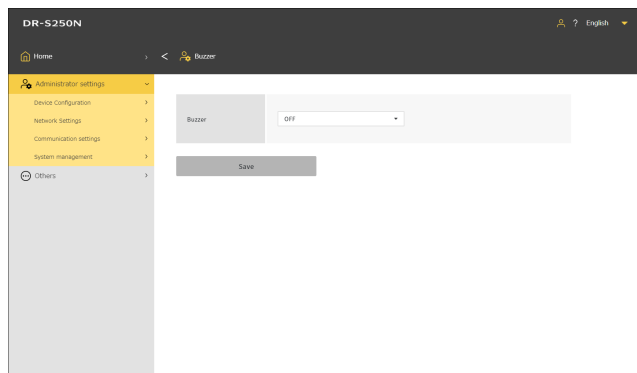 DR-S250N
? English
Home
Buzzer
Administrator settings
Device Configuration
Network Settings
Communication settings
System management
Others
Buzzer
OFF
Save